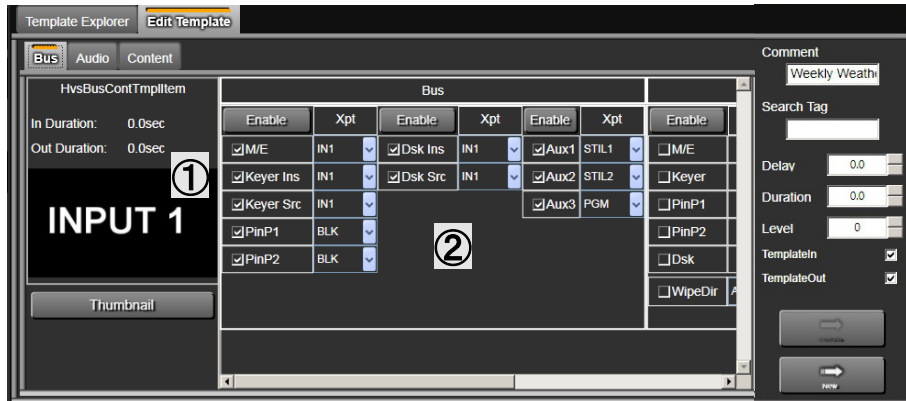 Template Explorer Edit Template
Bus Audio Content
HvsBusContTmplItem
In Duration: 0.0sec
Out Duration: 0.0sec
①
INPUT 1
Thumbnail
Bus
Enable Xpt Enable Xpt Enable Xpt Enable
M/E IN1 Dsk Ins IN1 Aux1 STIL1 M/E
Keyer Ins IN1 Dsk Src IN1 Aux2 STIL2 Keyer
Keyer Src IN1 Aux3 PGM PinP1
PinP1 BLK PinP2
PinP2 BLK Dsk
WipeDir
②
Comment
Weekly Weath
Search Tag
Delay 0.0
Duration 0.0
Level 0
TemplateIn
TemplateOut
New